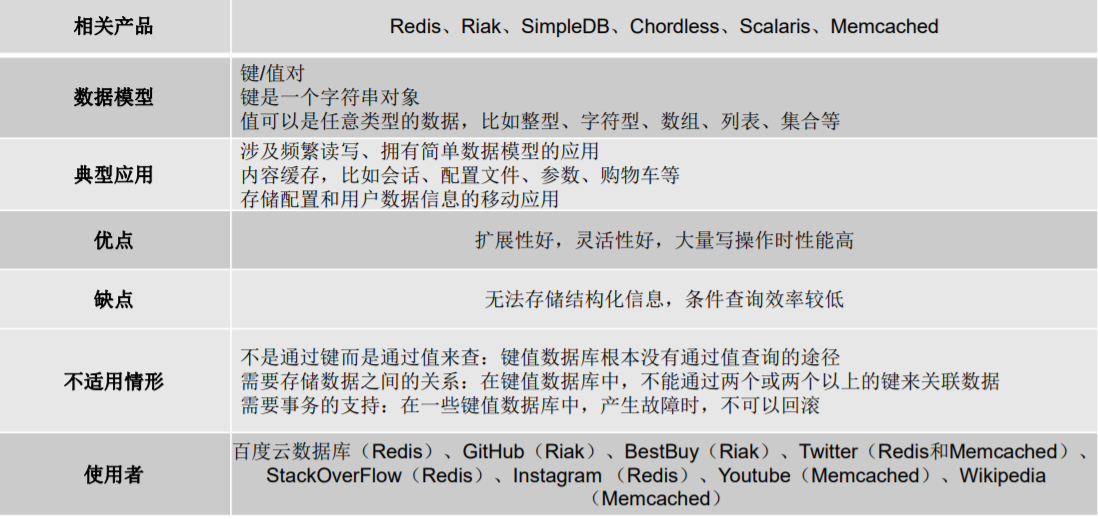 相关产品
Redis、Riak、SimpleDB、Chordless、Scalaris、Memcached
数据模型
键/值对
键是一个字符串对象
值可以是任意类型的数据，比如整型、字符型、数组、列表、集合等
典型应用
涉及频繁读写、拥有简单数据模型的应用
内容缓存，比如会话、配置文件、参数、购物车等
存储配置和用户数据信息的移动应用
优点
扩展性好，灵活性好，大量写操作时性能高
缺点
无法存储结构化信息，条件查询效率较低
不适用情形
不是通过键而是通过值来查：键值数据库根本没有通过值查询的途径
需要存储数据之间的关系：在键值数据库中，不能通过两个或两个以上的键来关联数据
需要事务的支持：在一些键值数据库中，产生故障时，不可以回滚
使用者
百度云数据库（Redis）、GitHub（Riak）、BestBuy（Riak）、Twitter（Redis和Memcached）、
StackOverFlow（Redis）、Instagram （Redis）、Youtube（Memcached）、Wikipedia
（Memcached）